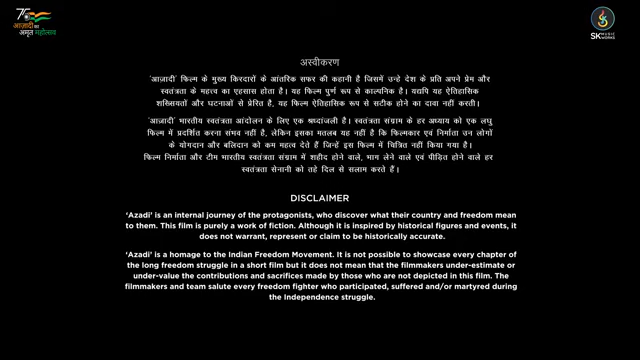 75
आज़ादी का
अमृत महोत्सव
SK MUSIC WORKS
अस्वीकरण
'आज़ादी' फिल्म के मुख्य किरदारों के आंतरिक सफर की कहानी है जिसमें उन्हे देश के प्रति अपने प्रेम और
स्वतंत्रता के महत्व का एहसास होता है। यह फिल्म पुर्ण रूप से काल्पनिक है। यद्यपि यह ऐतिहासिक
शख्सियतों और घटनाओं से प्रेरित है, यह फिल्म ऐतिहासिक रूप से सटीक होने का दावा नहीं करती।
'आज़ादी' भारतीय स्वतंत्रता आंदोलन के लिए एक श्रध्दांजली है। स्वतंत्रता संग्राम के हर अध्याय को एक लघु
फिल्म में प्रदर्शित करना संभव नहीं है, लेकिन इसका मतलब यह नहीं है कि फिल्मकार एवं निर्माता उन लोगों
के योगदान और बलिदान को कम महत्व देते हैं जिन्हें इस फिल्म में चित्रित नहीं किया गया है।
फिल्म निर्माता और टीम भारतीय स्वतंत्रता संग्राम में शहीद होने वाले, भाग लेने वाले एवं पीड़ित होने वाले हर
स्वतंत्रता सेनानी को तहे दिल से सलाम करते हैं।
DISCLAIMER
'Azadi' is an internal journey of the protagonists, who discover what their country and freedom mean
to them. This film is purely a work of fiction. Although it is inspired by historical figures and events, it
does not warrant, represent or claim to be historically accurate.
'Azadi' is a homage to the Indian Freedom Movement. It is not possible to showcase every chapter of
the long freedom struggle in a short film but it does not mean that the filmmakers under-estimate or
under-value the contributions and sacrifices made by those who are not depicted in this film. The
filmmakers and team salute every freedom fighter who participated, suffered and/or martyred during
the Independence struggle.